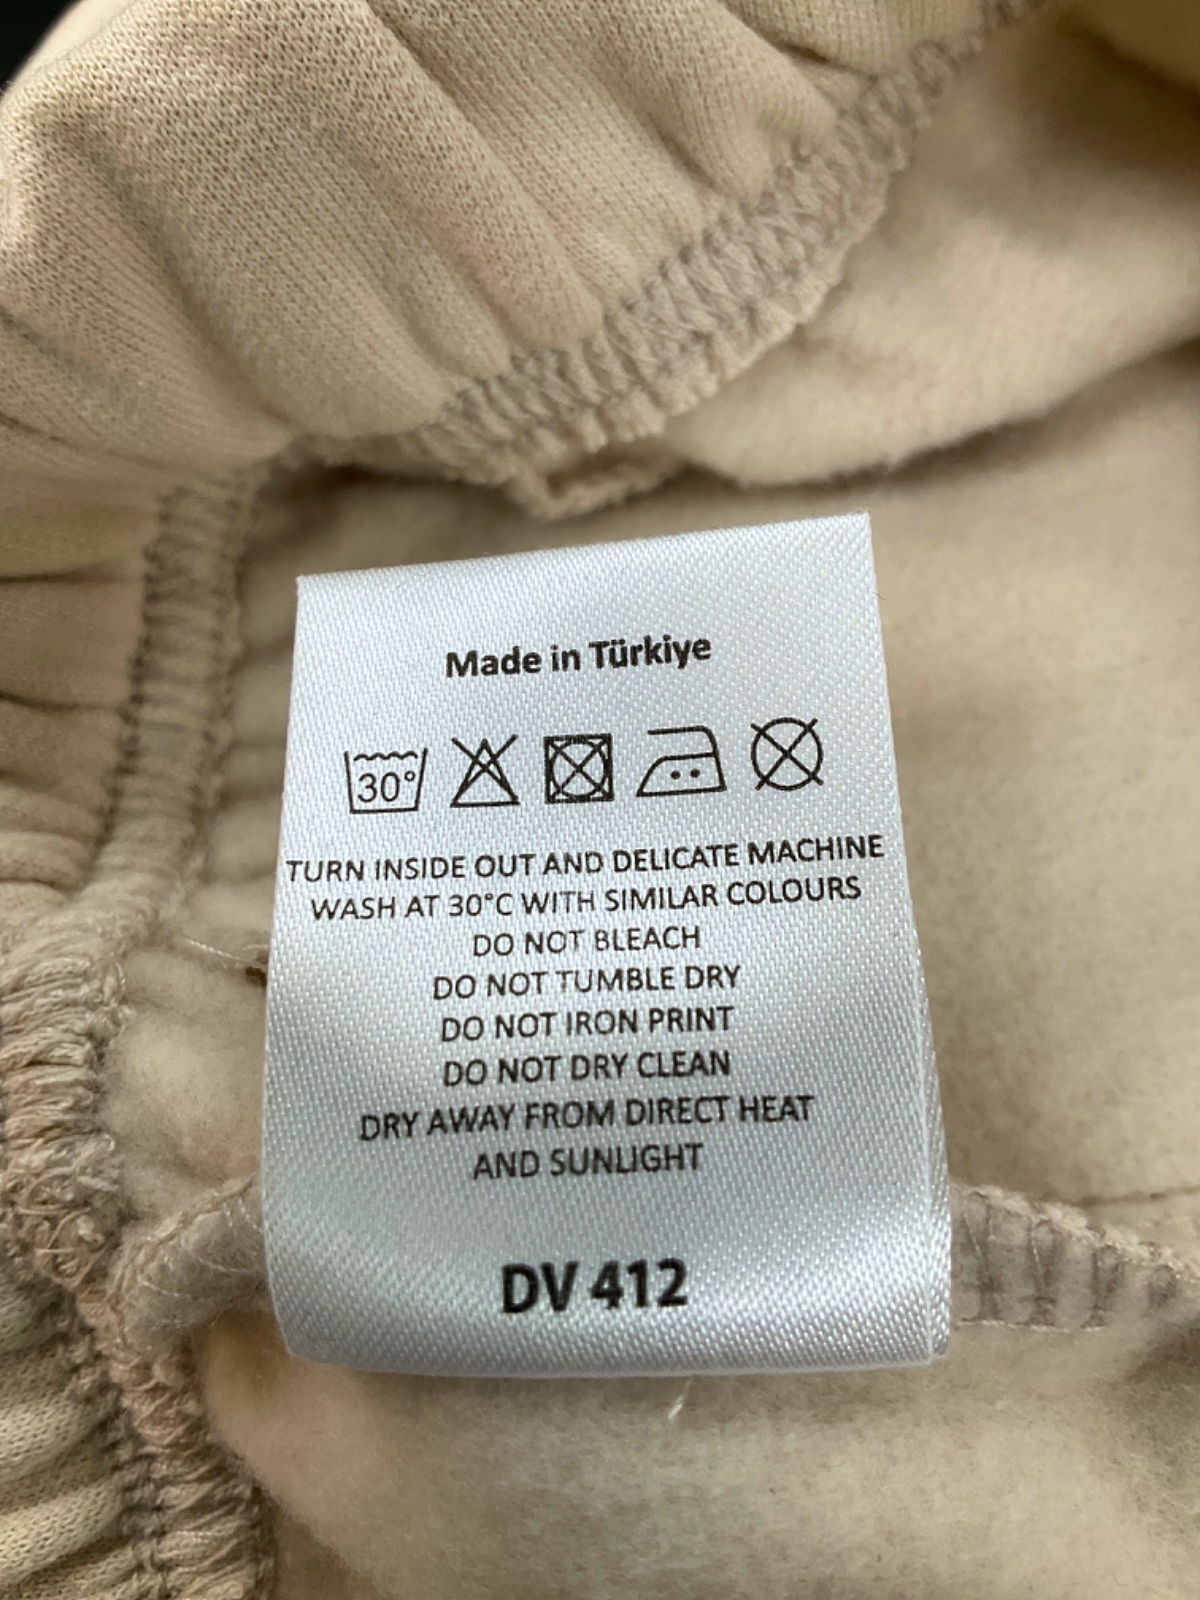 Made in Türkiye
30°
TURN INSIDE OUT AND DELICATE MACHINE
WASH AT 30°C WITH SIMILAR COLOURS
DO NOT BLEACH
DO NOT TUMBLE DRY
DO NOT IRON PRINT
DO NOT DRY CLEAN
DRY AWAY FROM DIRECT HEAT
AND SUNLIGHT
DV 412